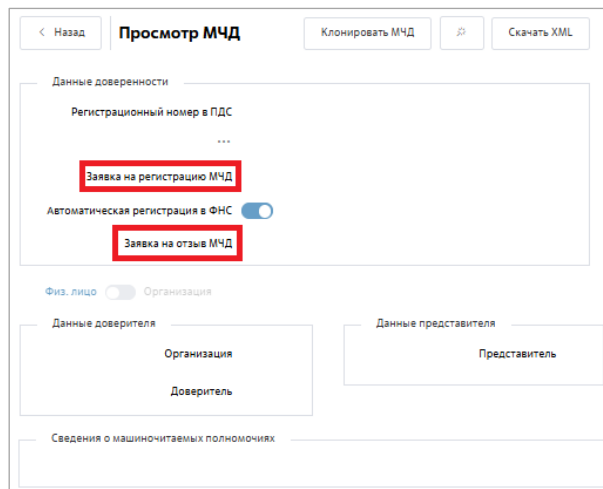 Назад
Просмотр МЧД
Клонировать МЧД
Скачать XML
Данные доверенности
Регистрационный номер в ПДС
...
Заявка на регистрацию МЧД
Автоматическая регистрация в ФНС
Заявка на отзыв МЧД
Физ. лицо Организация
Данные доверителя
Данные представителя
Организация
Представитель
Доверитель
Сведения о машиночитаемых полномочиях